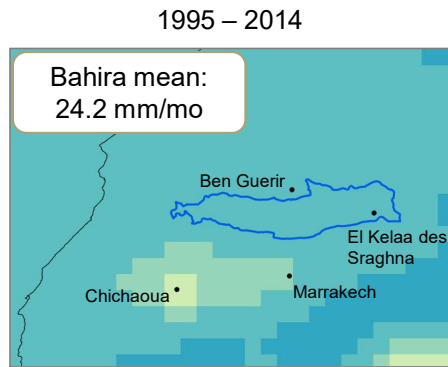 1995 – 2014
Bahira mean:
24.2 mm/mo
Ben Guerir
El Kelaa des
Sraghna
Chichaoua
Marrakech